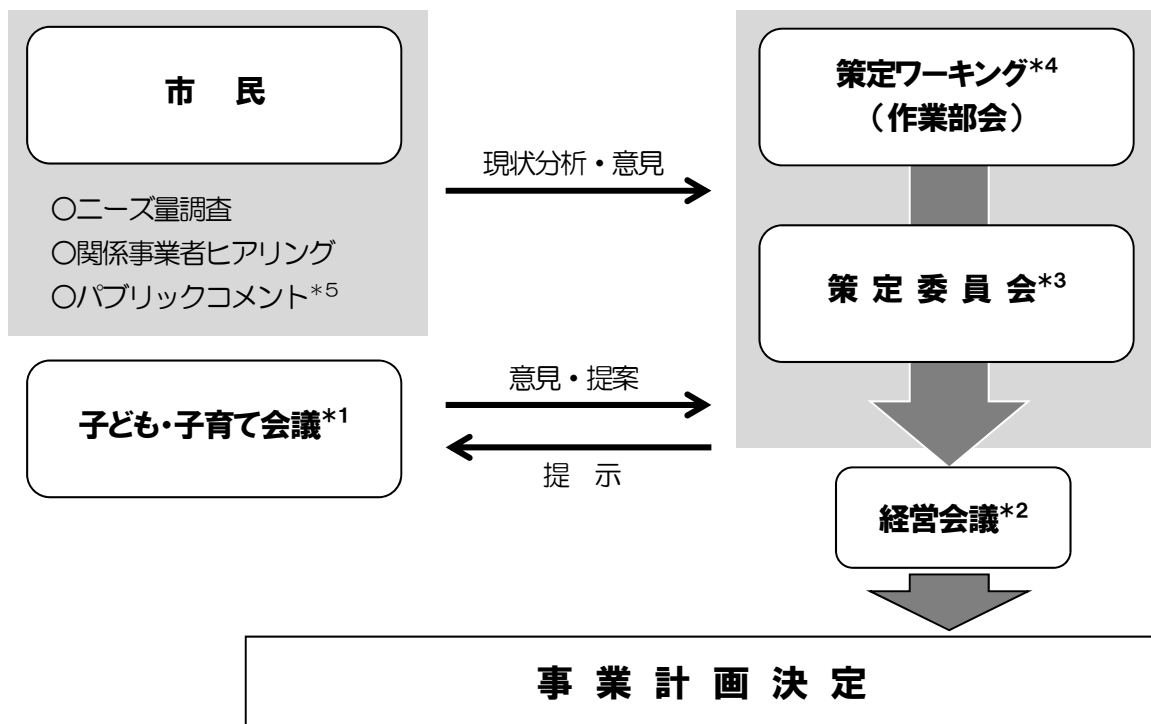 市　民
○ニーズ量調査
○関係事業者ヒアリング
○パブリックコメント*5
現状分析・意見
策定ワーキング*4
（作業部会）
策 定 委 員 会*3
子ども・子育て会議*1
意見・提案
提　示
経営会議*2
事 業 計 画 決 定